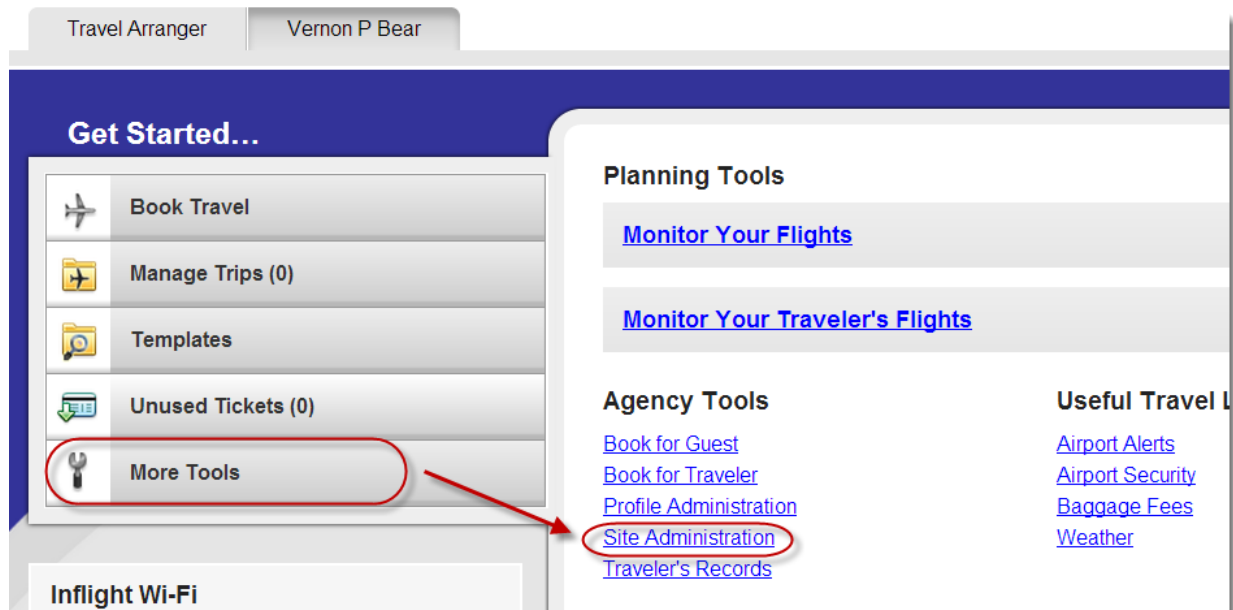 Travel Arranger
Vernon P Bear
Get Started...
Book Travel
Manage Trips (0)
Templates
Unused Tickets (0)
More Tools
Inflight Wi-Fi
Planning Tools
Monitor Your Flights
Monitor Your Traveler's Flights
Agency Tools
Book for Guest
Book for Traveler
Profile Administration
Site Administration
Traveler's Records
Useful Travel
Airport Alerts
Airport Security
Baggage Fees
Weather